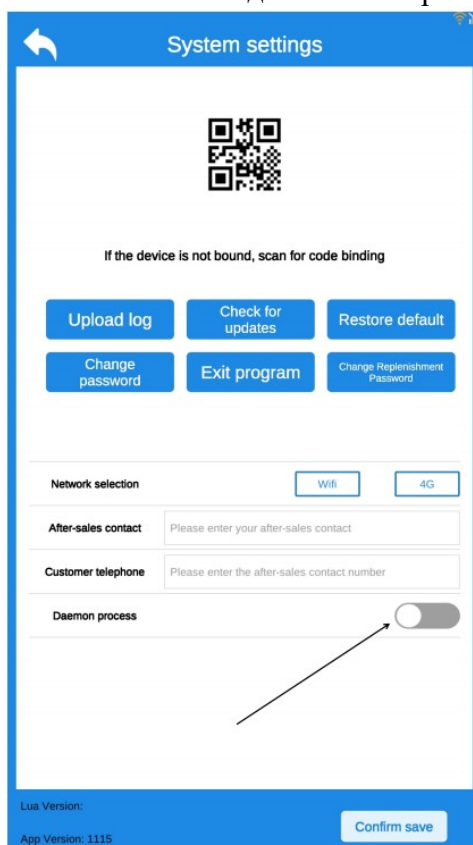 System settings
If the device is not bound, scan for code binding
Upload log
Check for
updates
Restore default
Change
password
Exit program
Change Replenishment
Password
Network selection
Wifi
4G
After-sales contact
Please enter your after-sales contact
Customer telephone
Please enter the after-sales contact number
Daemon process
Lua Version:
App Version: 1115
Confirm save